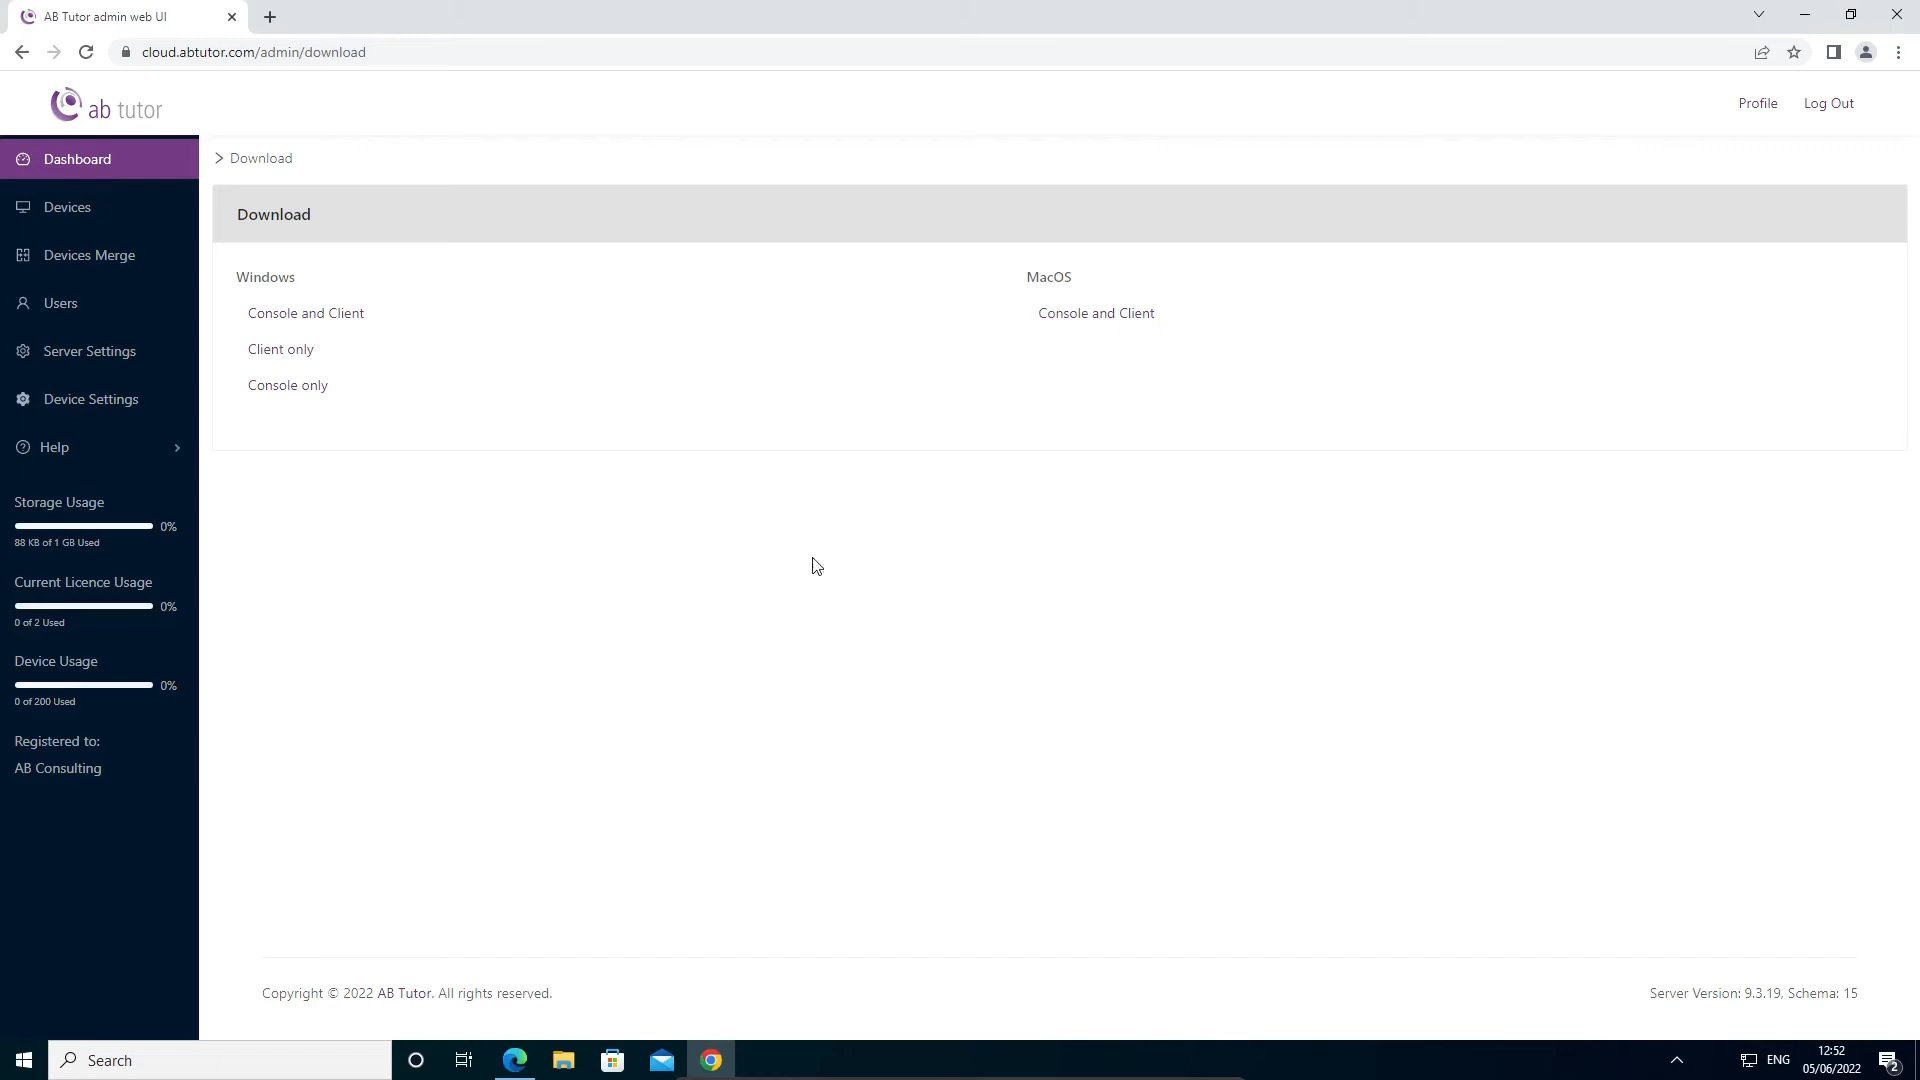 AB Tutor admin web UI
cloud.abtutor.com/admin/download
ab tutor
Profile
Log Out
Dashboard
Devices
Devices Merge
Users
Server Settings
Device Settings
Help
Storage Usage
0%
88 KB of 1 GB Used
Current Licence Usage
0%
0 of 2 Used
Device Usage
0%
0 of 200 Used
Registered to:
AB Consulting
Download
Download
Windows
Console and Client
Client only
Console only
MacOS
Console and Client
Copyright © 2022 AB Tutor. All rights reserved.
Server Version: 9.3.19, Schema: 15
Search
ENG
12:52
05/06/2022
2